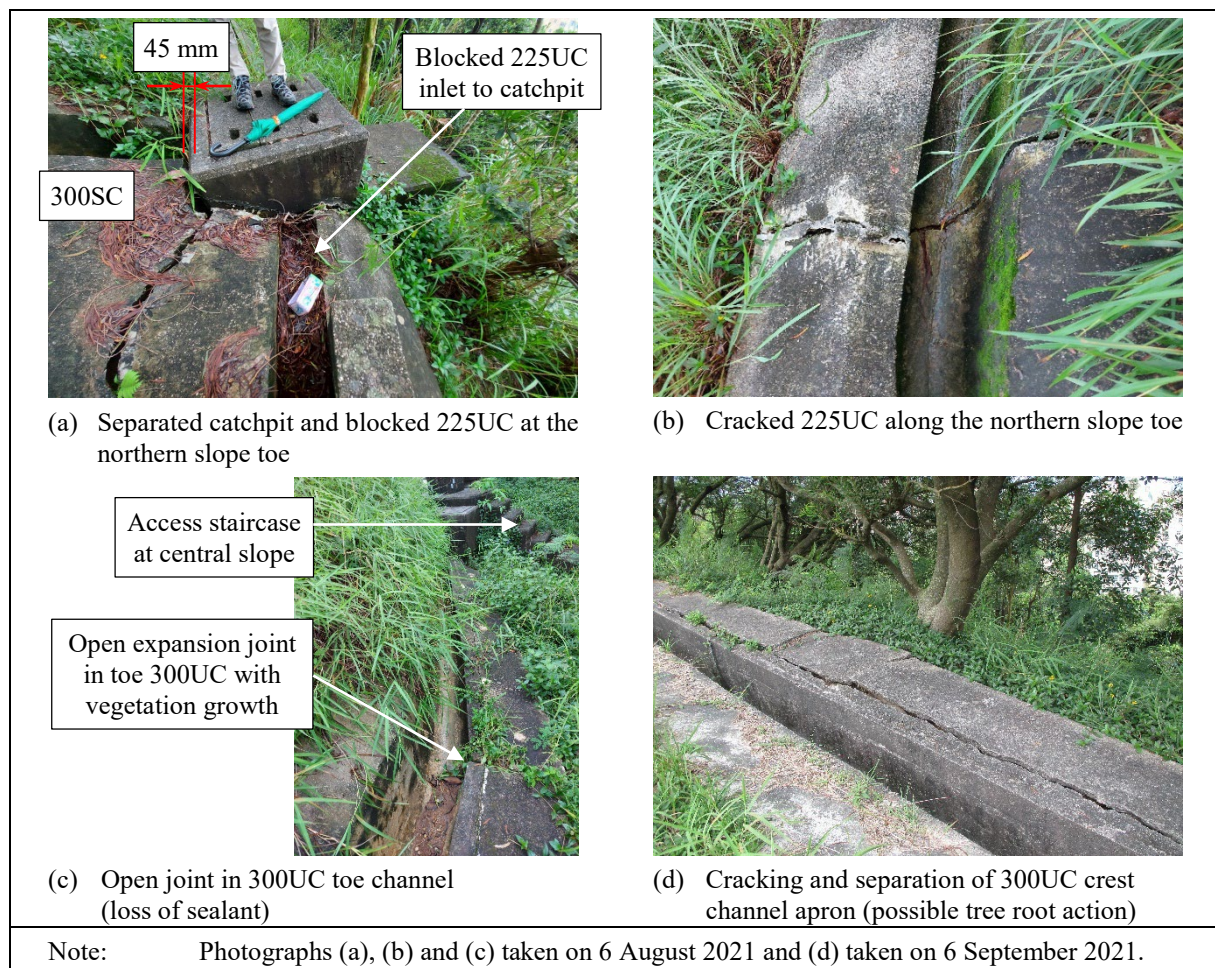 45 mm
Blocked 225UC
inlet to catchpit
300SC
(a) Separated catchpit and blocked 225UC at the
northern slope toe
(b) Cracked 225UC along the northern slope toe
Access staircase
at central slope
Open expansion joint
in toe 300UC with
vegetation growth
(c) Open joint in 300UC toe channel
(loss of sealant)
(d) Cracking and separation of 300UC crest
channel apron (possible tree root action)
Note: Photographs (a), (b) and (c) taken on 6 August 2021 and (d) taken on 6 September 2021.